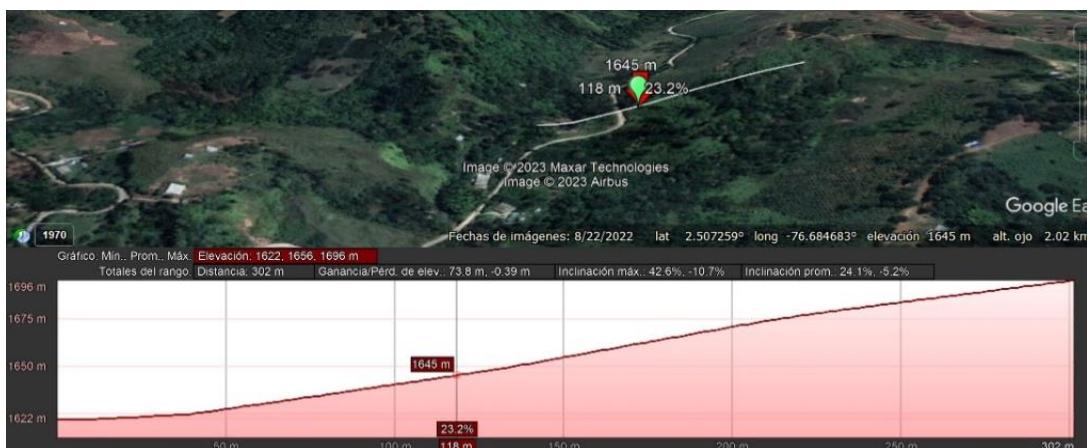 1645 m
118 m 23.2%
Image © 2023 Maxar Technologies
Image © 2023 Airbus
Google Ea
1970
Fechas de imágenes: 8/22/2022 lat 2.507259° long -76.684683° elevación 1645 m alt. ojo 2.02 km
Gráfico: Mín., Prom., Máx. Elevación: 1622, 1656, 1696 m
Totales del rango: Distancia: 302 m Ganancia/Pérd. de elev.: 73.8 m, -0.39 m Inclinación máx.: 42.6%, -10.7% Inclinación prom.: 24.1%, -5.2%
1696 m
1675 m
1650 m
1645 m
1622 m
23.2%
50 m 100 m 118 m 150 m 200 m 250 m 302 m